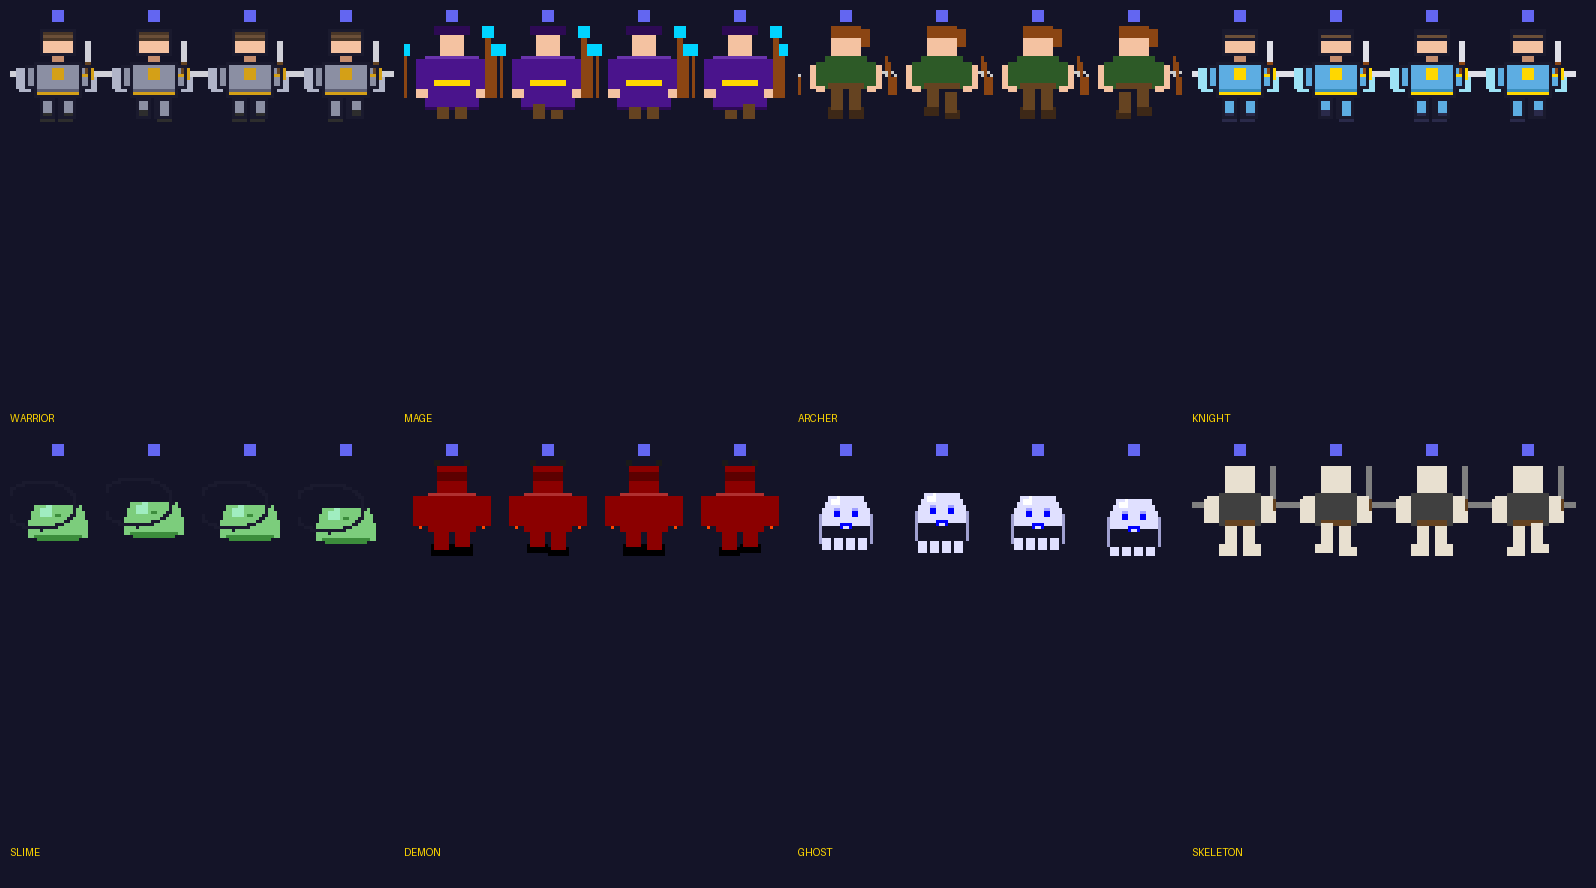 WARRIOR
MAGE
ARCHER
KNIGHT
SLIME
DEMON
GHOST
SKELETON